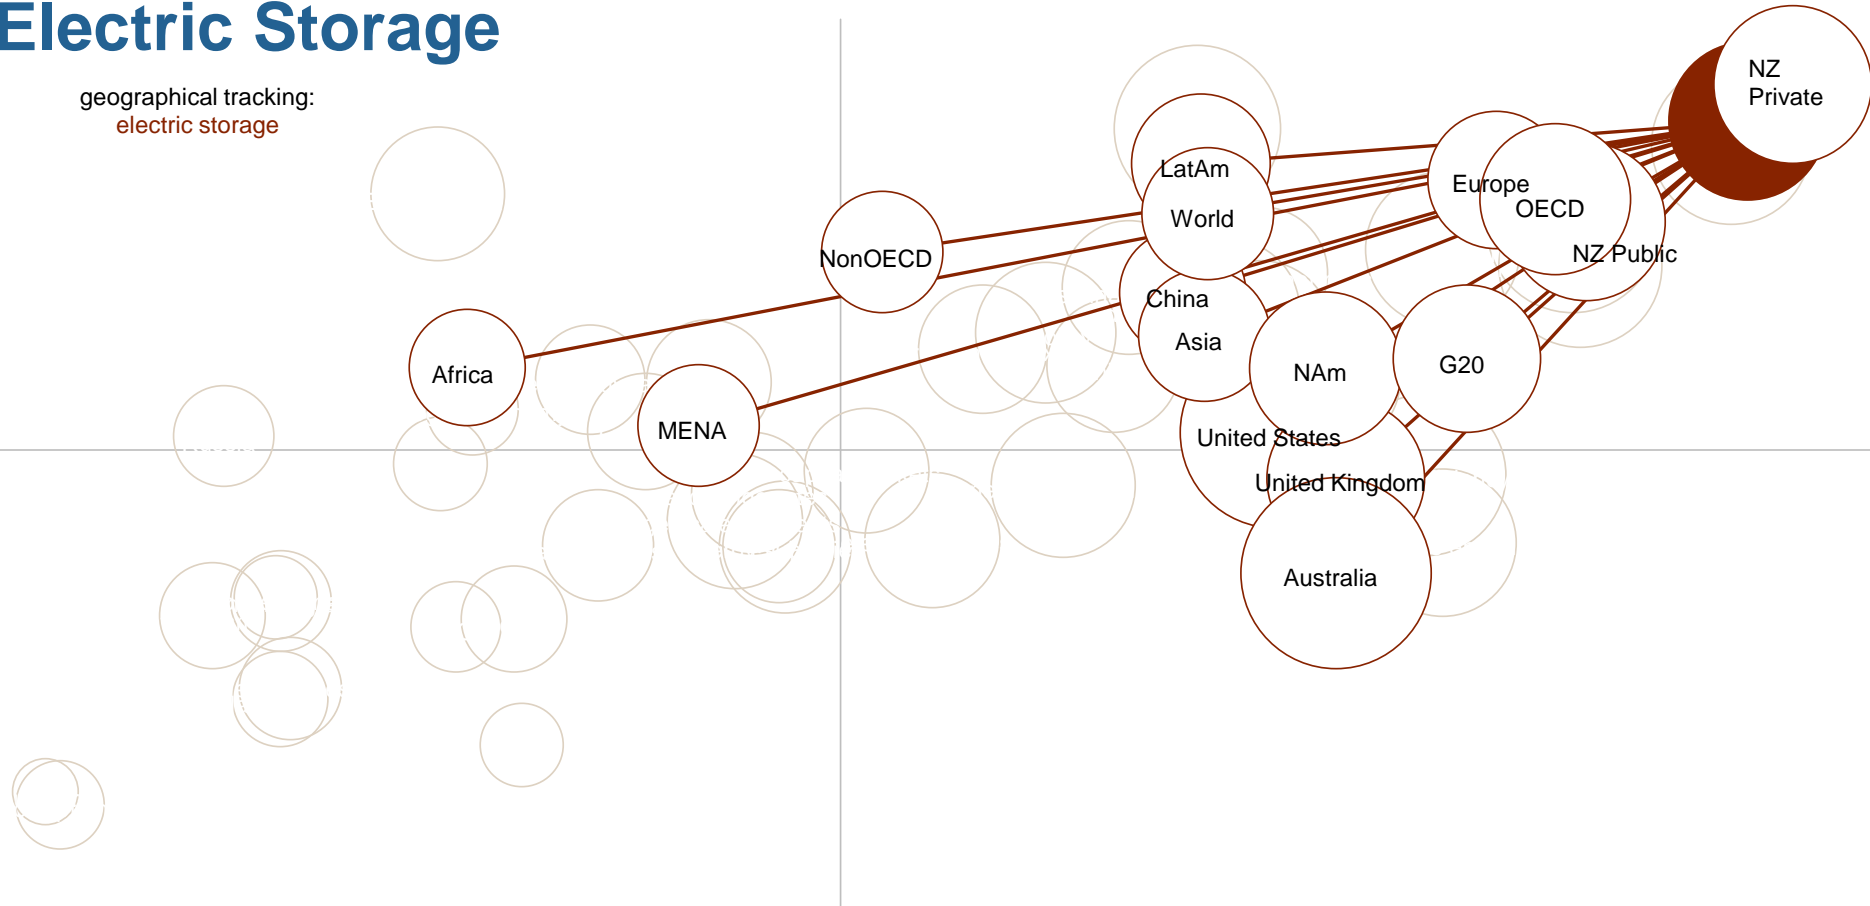 Electric Storage
geographical tracking:
electric storage
NZ
Private
LatAm
Europe
OECD
World
NZ Public
NonOECD
China
Asia
Africa
NAm
G20
MENA
United States
United Kingdom
Australia